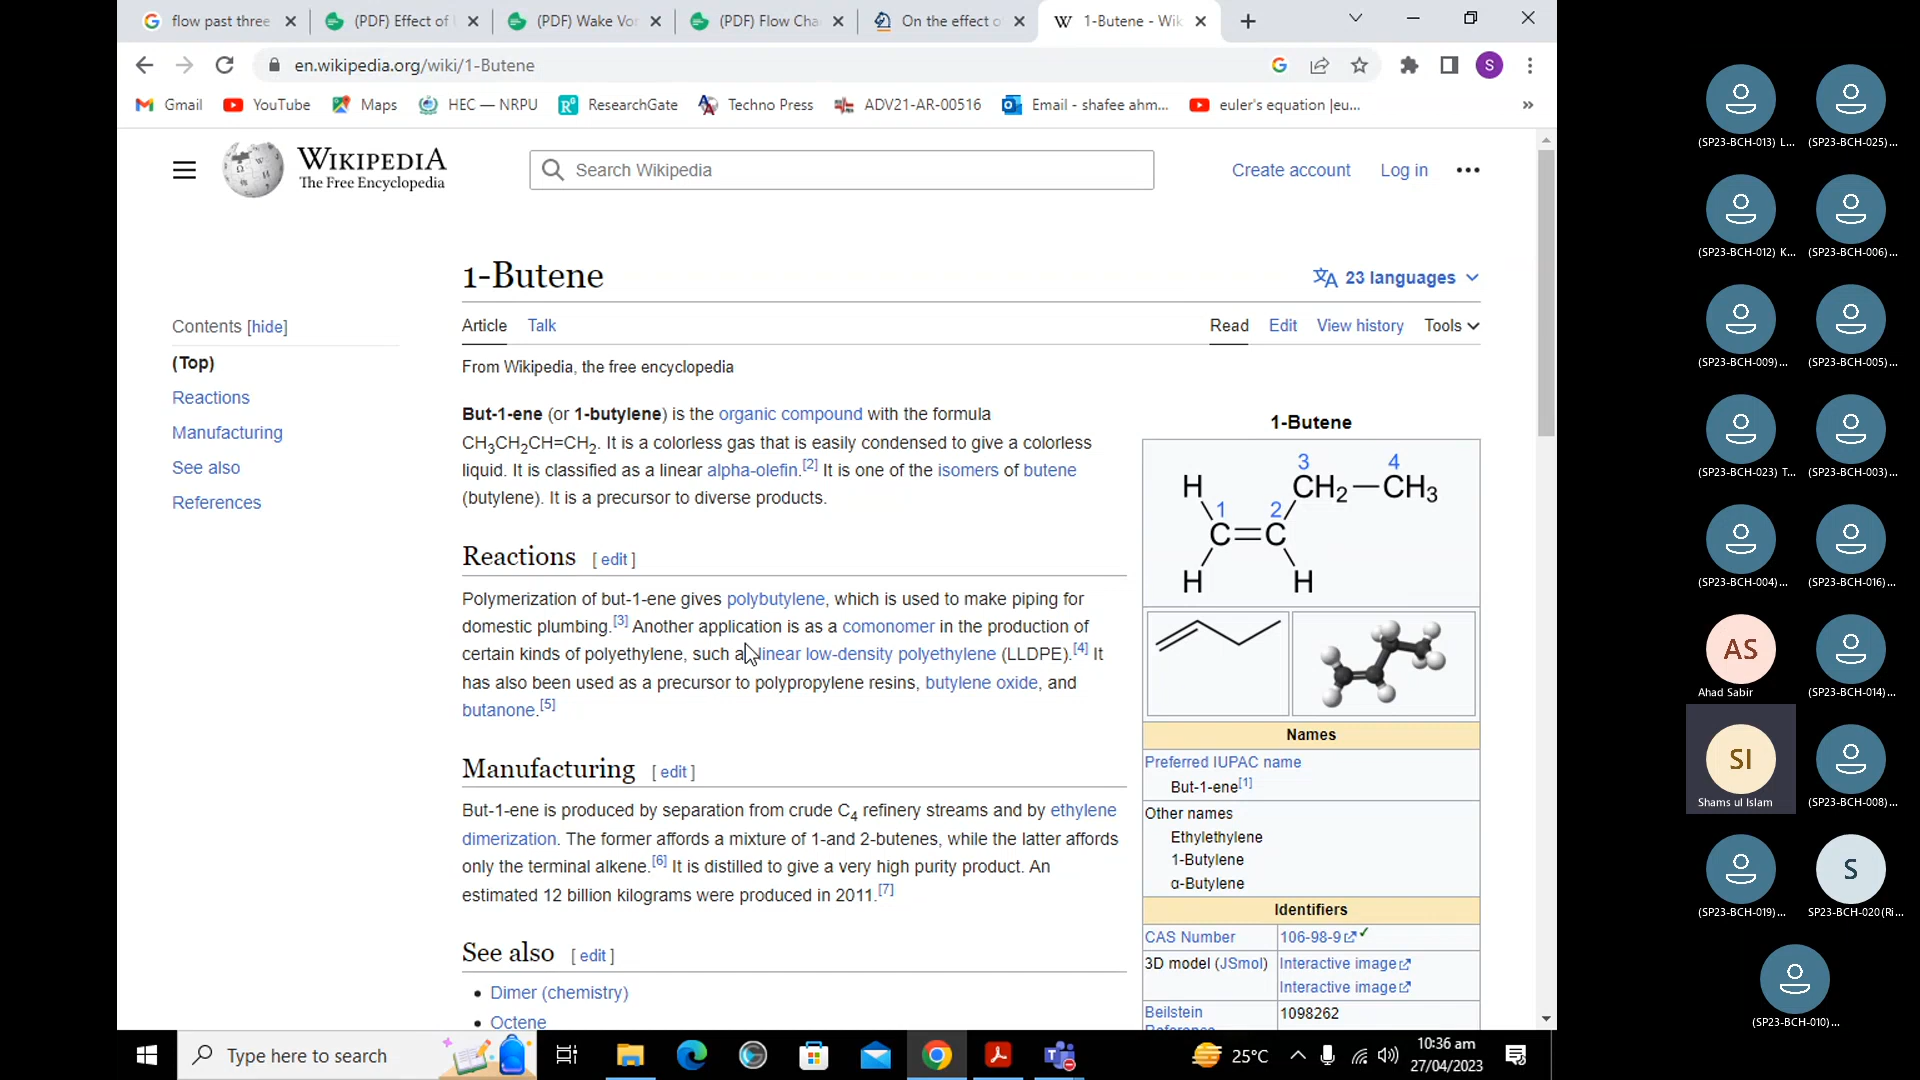 flow past three
(PDF) Effect of
(PDF) Wake Vor
(PDF) Flow Cha
On the effect o
1-Butene - Wik
en.wikipedia.org/wiki/1-Butene
Gmail
YouTube
Maps
HEC — NRPU
ResearchGate
Techno Press
ADV21-AR-00516
Email - shafee ahm...
euler's equation |eu...
WIKIPEDIA
The Free Encyclopedia
Search Wikipedia
Create account
Log in
1-Butene
23 languages
Contents [hide]
(Top)
Reactions
Manufacturing
See also
References
Article Talk
Read Edit View history Tools
From Wikipedia, the free encyclopedia
But-1-ene (or 1-butylene) is the organic compound with the formula
CH3CH2CH=CH2. It is a colorless gas that is easily condensed to give a colorless
liquid. It is classified as a linear alpha-olefin.[2] It is one of the isomers of butene
(butylene). It is a precursor to diverse products.
Reactions [ edit ]
Polymerization of but-1-ene gives polybutylene, which is used to make piping for
domestic plumbing.[3] Another application is as a comonomer in the production of
certain kinds of polyethylene, such a linear low-density polyethylene (LLDPE).[4] It
has also been used as a precursor to polypropylene resins, butylene oxide, and
butanone.[5]
Manufacturing [ edit ]
But-1-ene is produced by separation from crude C4 refinery streams and by ethylene
dimerization. The former affords a mixture of 1-and 2-butenes, while the latter affords
only the terminal alkene.[6] It is distilled to give a very high purity product. An
estimated 12 billion kilograms were produced in 2011.[7]
See also [ edit ]
• Dimer (chemistry)
• Octene
1-Butene
3 4
H CH2—CH3
1 2
C=C
H H
Names
Preferred IUPAC name
But-1-ene[1]
Other names
Ethylethylene
1-Butylene
α-Butylene
Identifiers
CAS Number 106-98-9 ✓
3D model (JSmol) Interactive image
Interactive image
Beilstein 1098262
Reference
Type here to search
25°C
10:36 am
27/04/2023
S
(SP23-BCH-013) L...
(SP23-BCH-025)...
(SP23-BCH-012) K...
(SP23-BCH-006)...
(SP23-BCH-009)...
(SP23-BCH-005)...
(SP23-BCH-023) T...
(SP23-BCH-003)...
(SP23-BCH-004)...
(SP23-BCH-016)...
AS
Ahad Sabir
(SP23-BCH-014)...
SI
Shams ul Islam
(SP23-BCH-008)...
(SP23-BCH-019)...
S
SP23-BCH-020(Ri...
(SP23-BCH-010)...